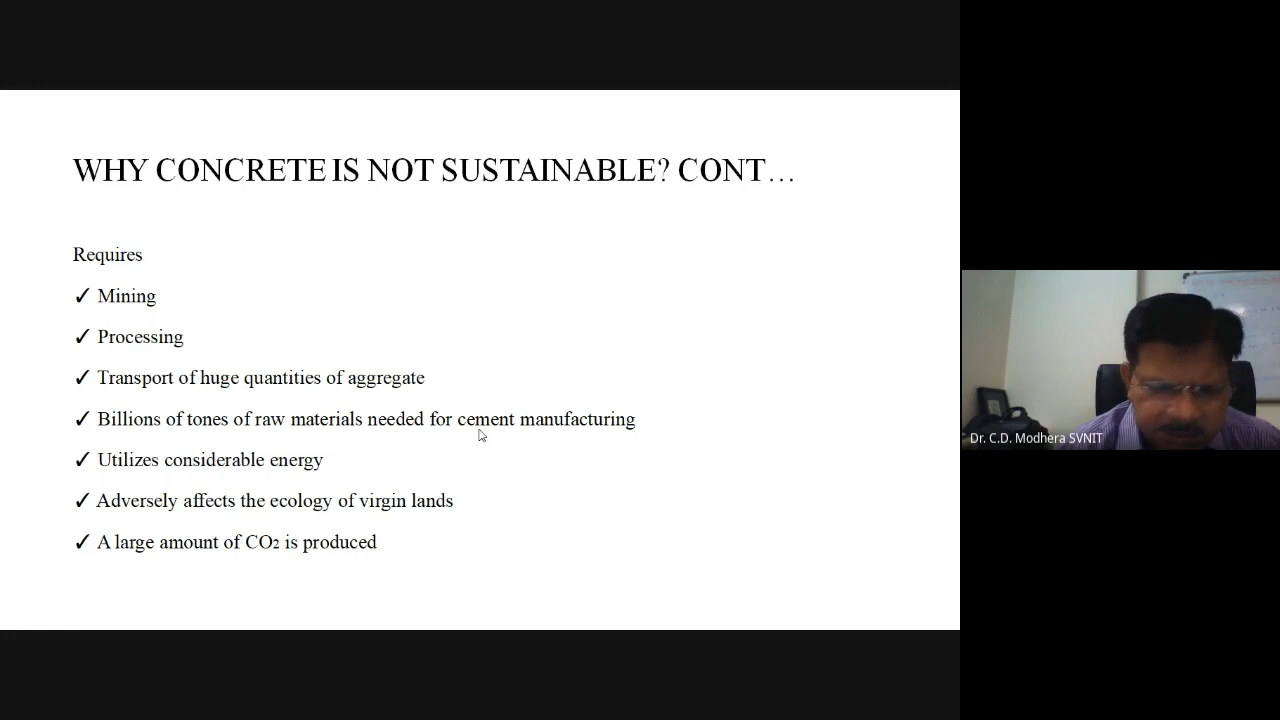 WHY CONCRETE IS NOT SUSTAINABLE? CONT…
Requires
✓ Mining
✓ Processing
✓ Transport of huge quantities of aggregate
✓ Billions of tones of raw materials needed for cement manufacturing
✓ Utilizes considerable energy
✓ Adversely affects the ecology of virgin lands
✓ A large amount of CO2 is produced
Dr. C.D. Modhera SVNIT